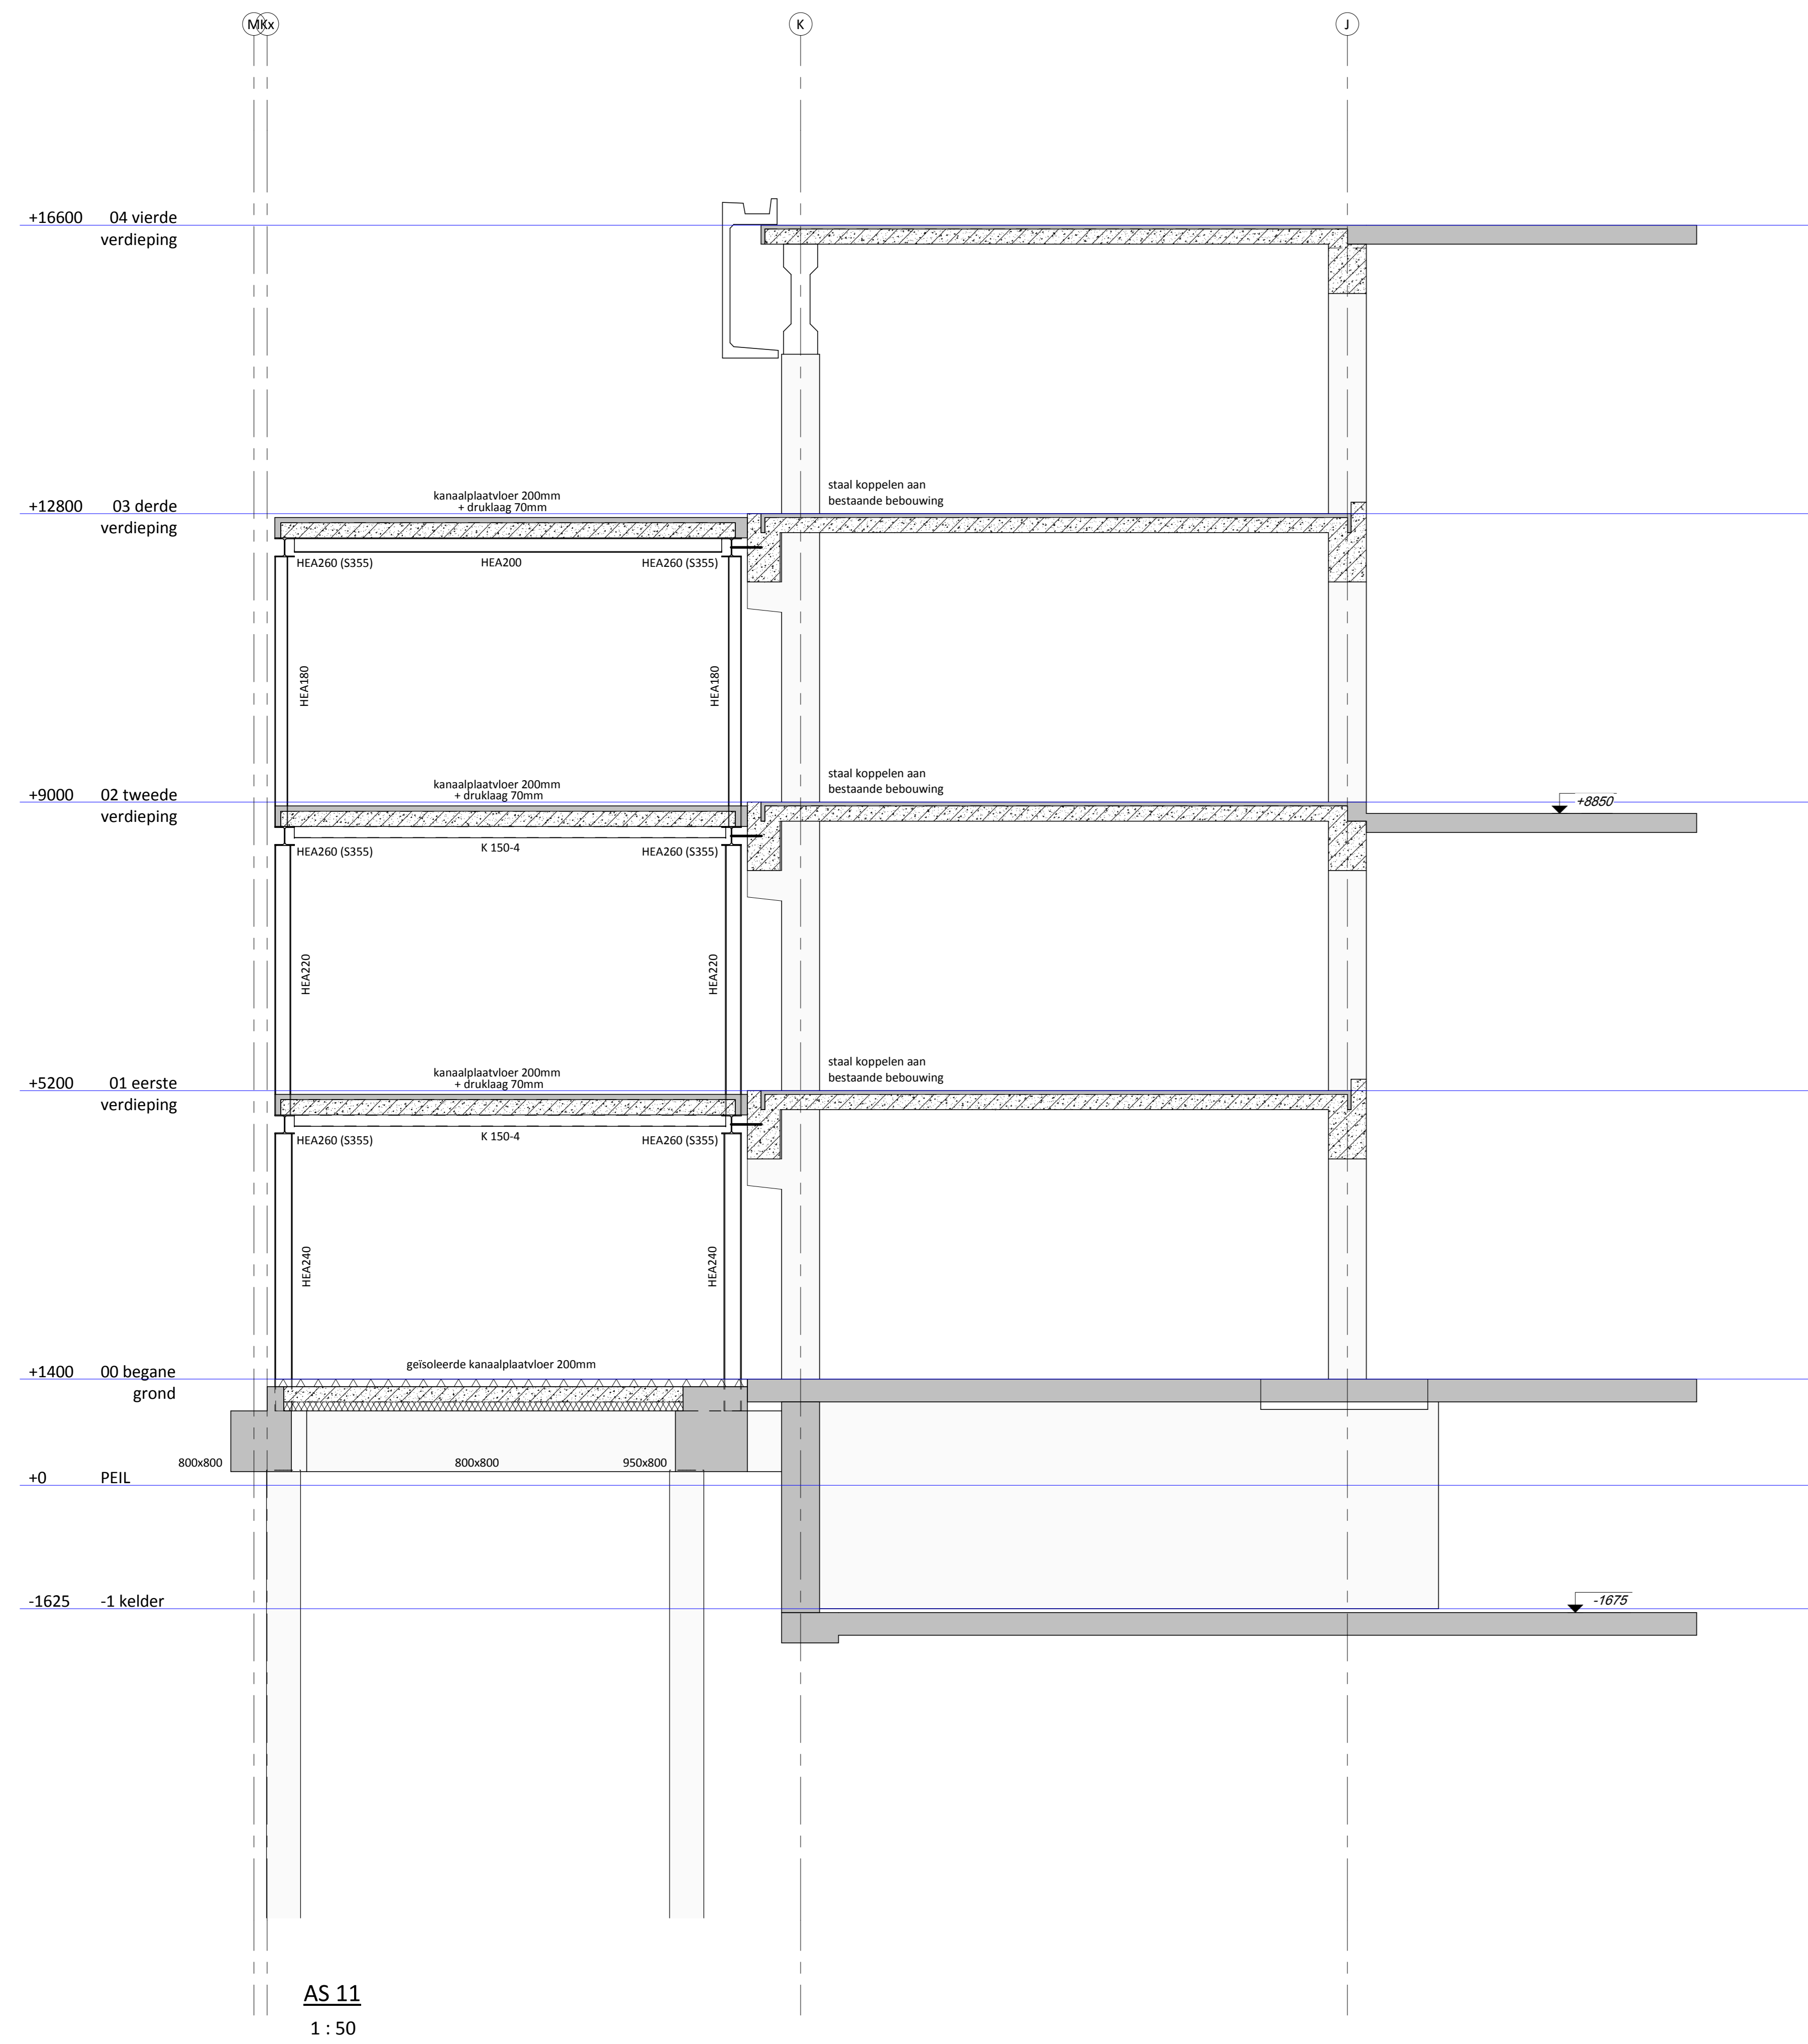 M Kx K J
+16600 04 vierde
verdieping
kanaalplaatvloer 200mm
+ druklaag 70mm
staal koppelen aan
bestaande bebouwing
+12800 03 derde
verdieping
HEA260 (S355) HEA200 HEA260 (S355)
HEA180 HEA180
kanaalplaatvloer 200mm
+ druklaag 70mm
staal koppelen aan
bestaande bebouwing
+9000 02 tweede
verdieping
+8850
HEA260 (S355) K 150-4 HEA260 (S355)
HEA220 HEA220
kanaalplaatvloer 200mm
+ druklaag 70mm
staal koppelen aan
bestaande bebouwing
+5200 01 eerste
verdieping
HEA260 (S355) K 150-4 HEA260 (S355)
HEA240 HEA240
geïsoleerde kanaalplaatvloer 200mm
+1400 00 begane
grond
800x800 800x800 950x800
+0 PEIL
-1625 -1 kelder
-1675
AS 11
1 : 50